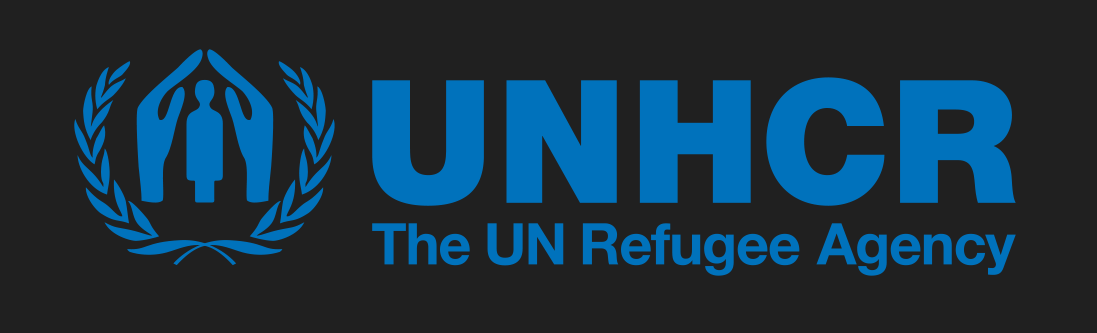 UNHCR
The UN Refugee Agency